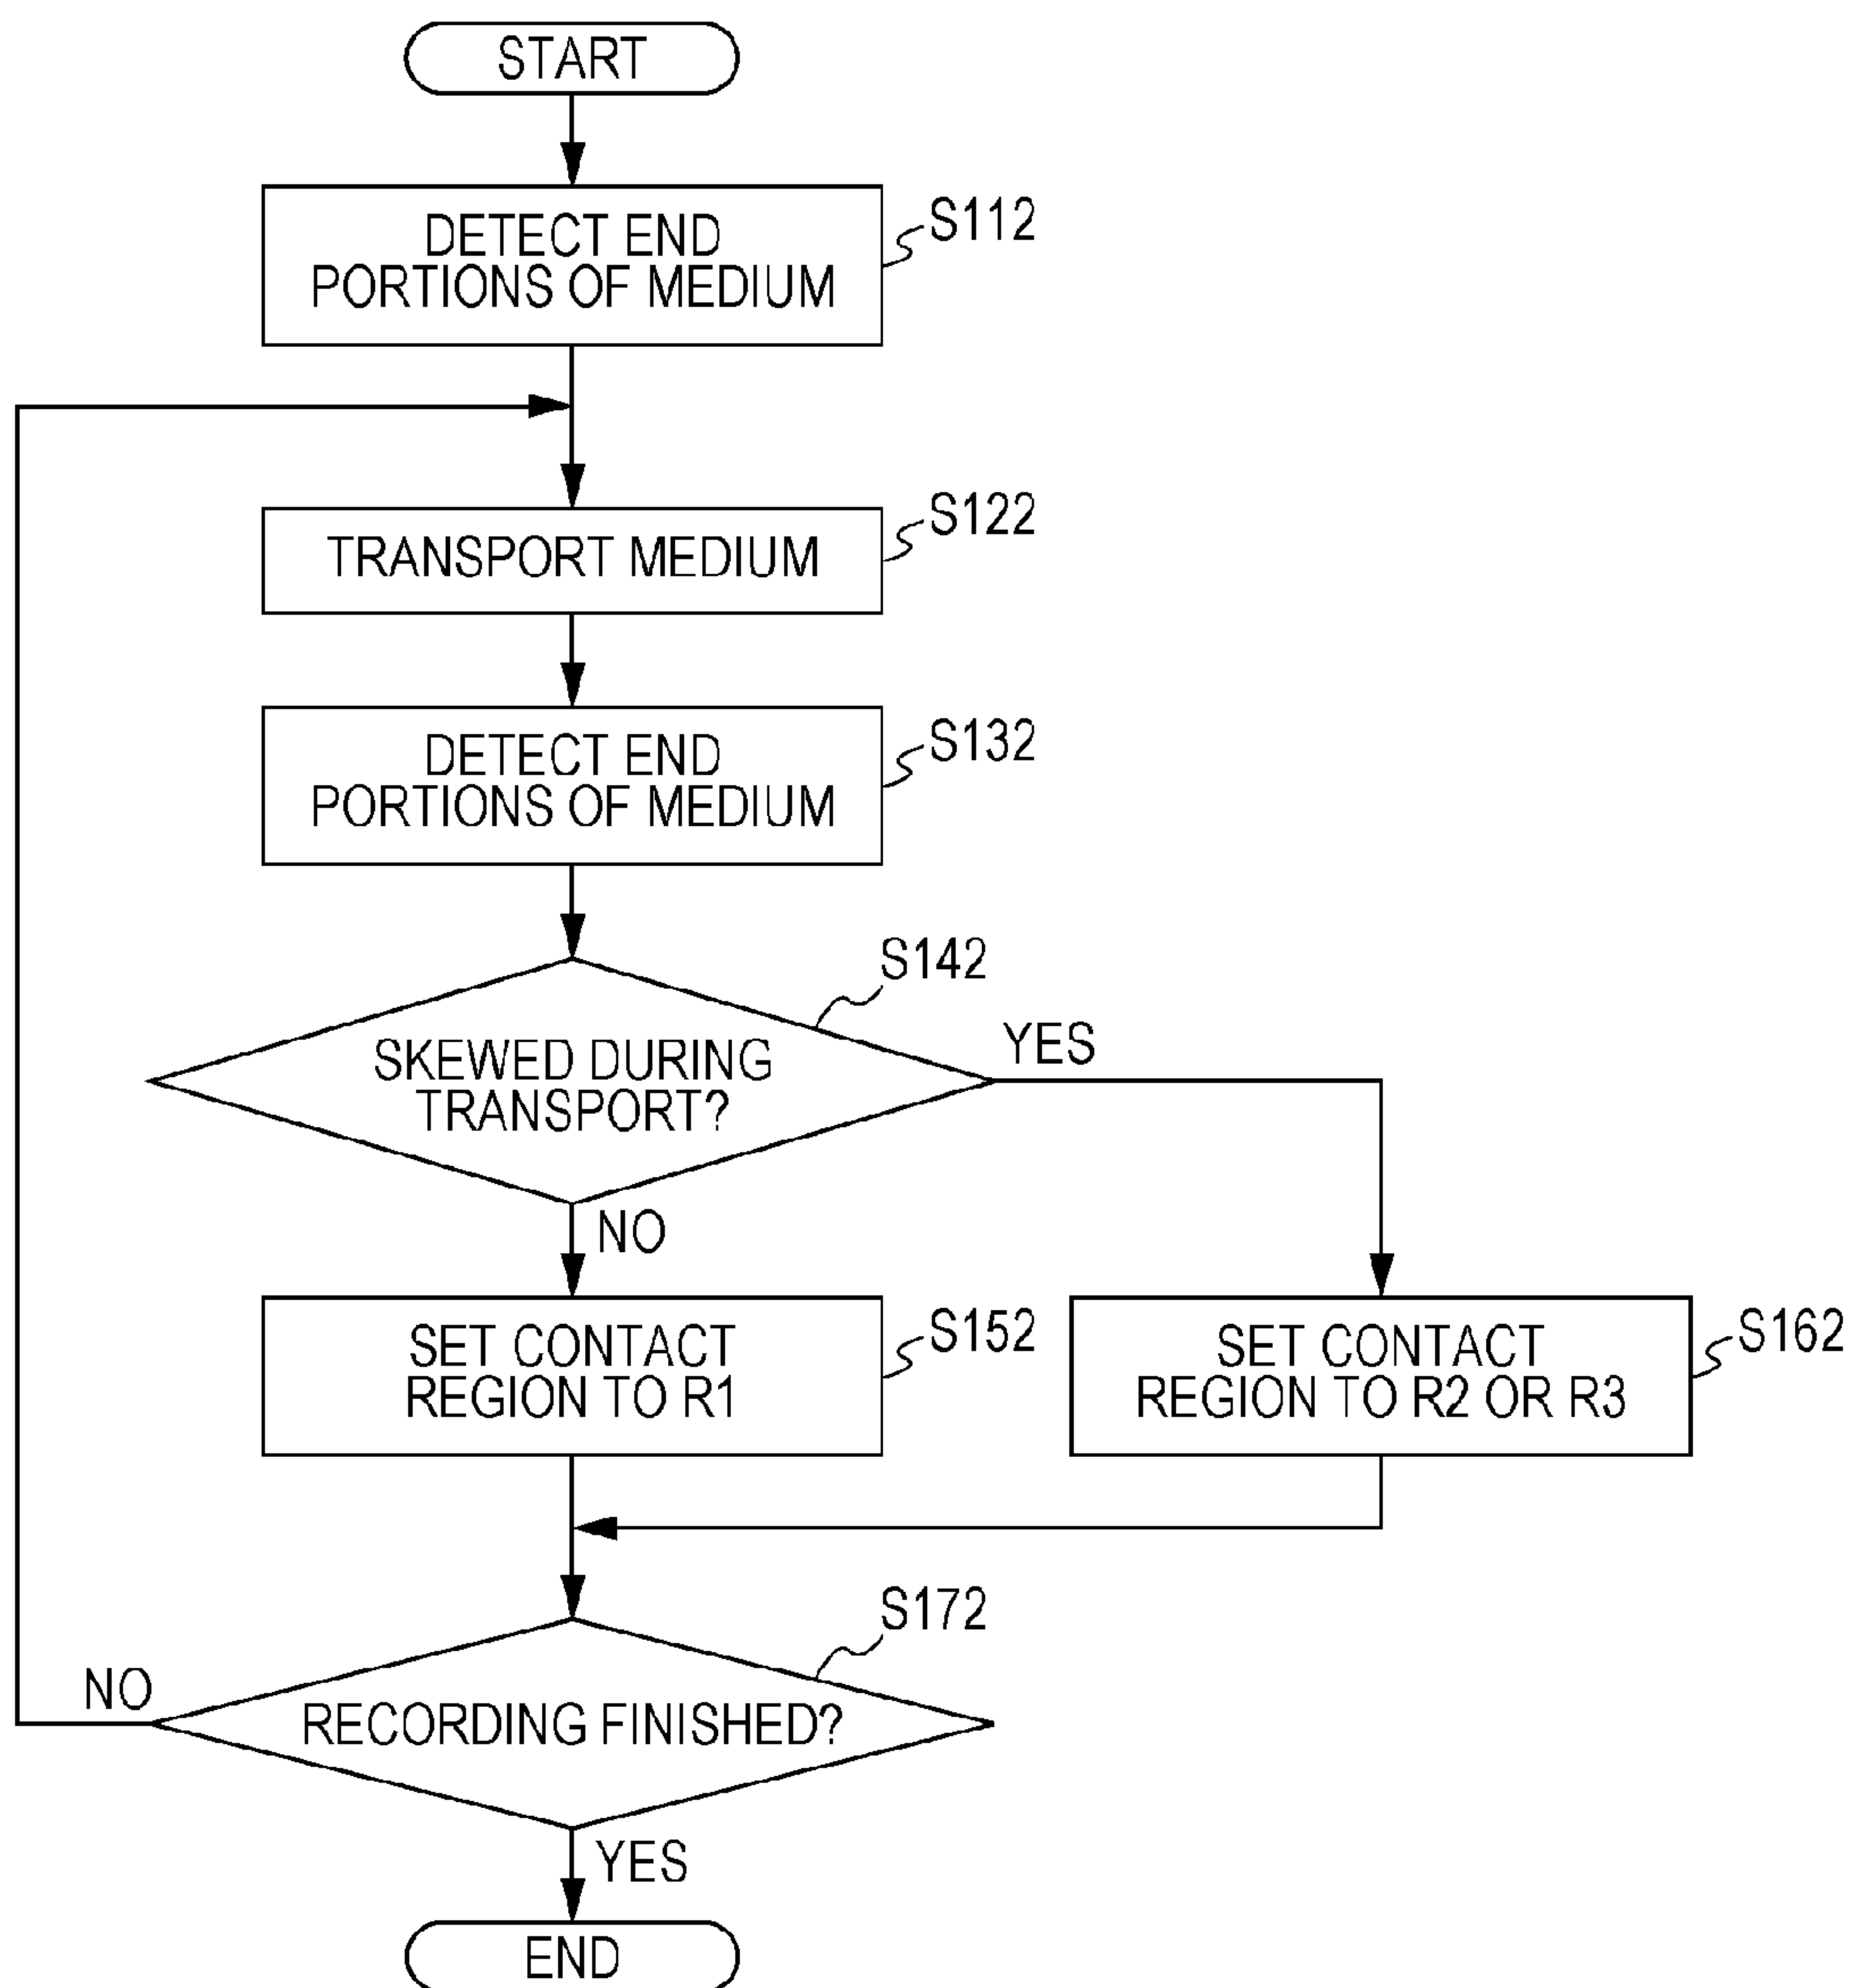 START
DETECT END
PORTIONS OF MEDIUM
S112
TRANSPORT MEDIUM
S122
DETECT END
PORTIONS OF MEDIUM
S132
S142
SKEWED DURING
TRANSPORT?
YES
NO
SET CONTACT
REGION TO R1
S152
SET CONTACT
REGION TO R2 OR R3
S162
S172
RECORDING FINISHED?
NO
YES
END